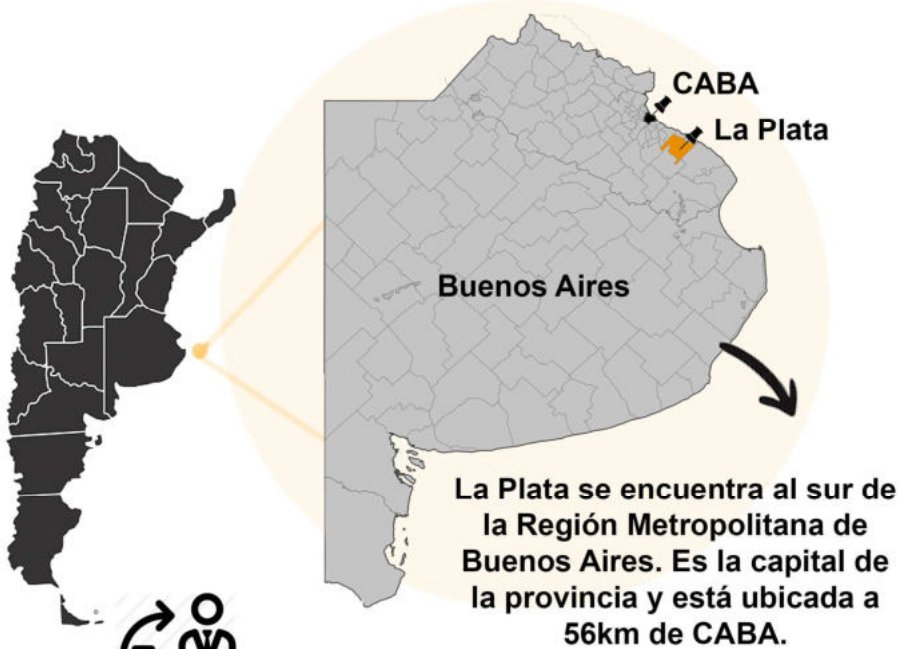 CABA
La Plata
Buenos Aires
La Plata se encuentra al sur de
la Región Metropolitana de
Buenos Aires. Es la capital de
la provincia y está ubicada a
56km de CABA.